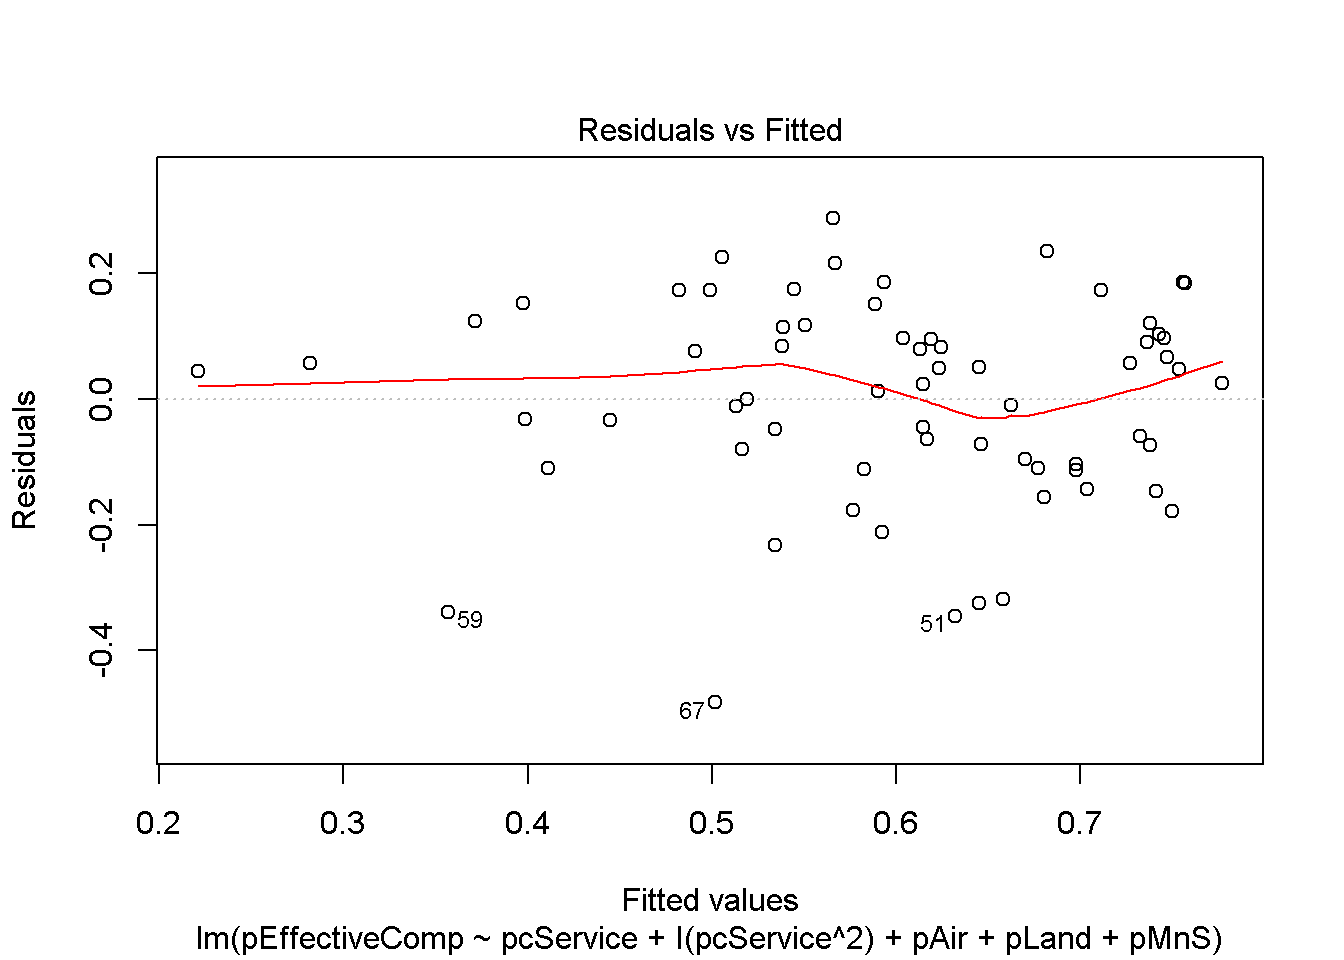 Residuals vs Fitted
Residuals
0.2
0.0
-0.2
-0.4
59
51
67
0.2 0.3 0.4 0.5 0.6 0.7
Fitted values
lm(pEffectiveComp ~ pcService + I(pcService^2) + pAir + pLand + pMnS)